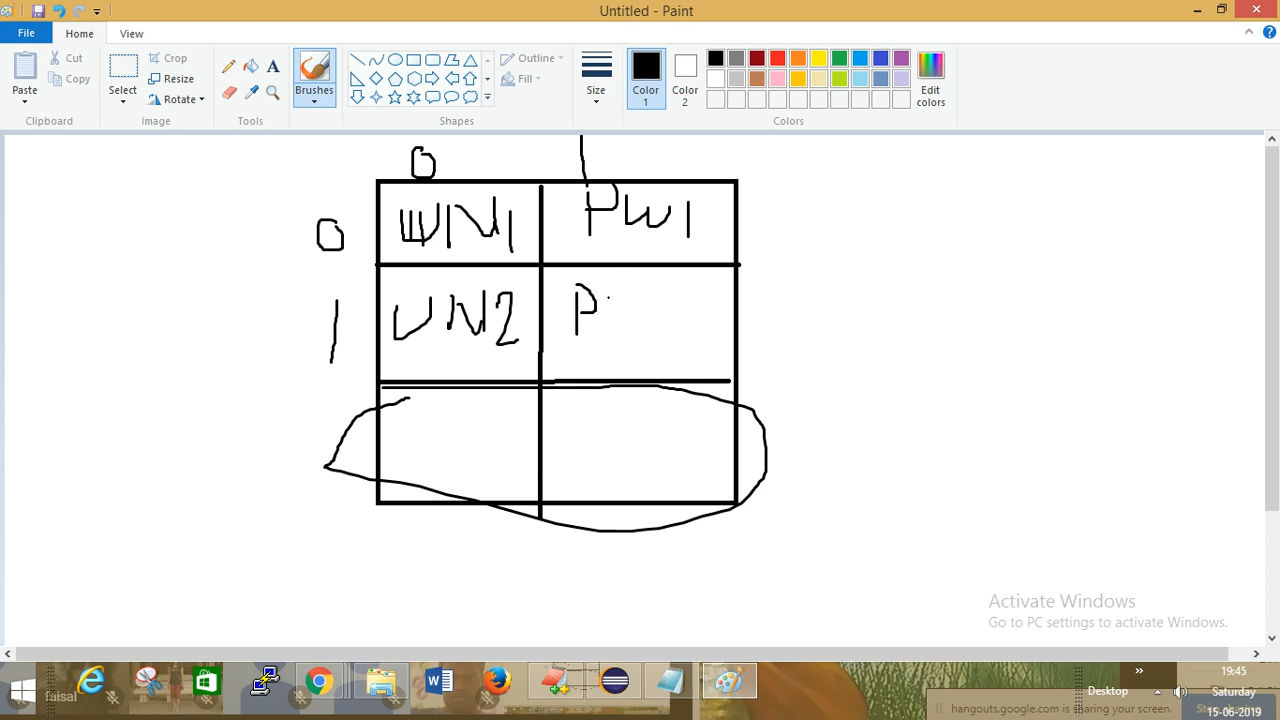 Untitled - Paint
File Home View
Cut
Copy
Paste
Clipboard
Select
Crop
Resize
Rotate
Image
Tools
Brushes
Shapes
Outline
Fill
Size
Color 1
Color 2
Edit colors
Colors
0 1
0 UN1 PW1
1 UN2 P
Activate Windows
Go to PC settings to activate Windows.
faisal
Desktop
19:45
Saturday
15-06-2019
hangouts.google.com is sharing your screen.